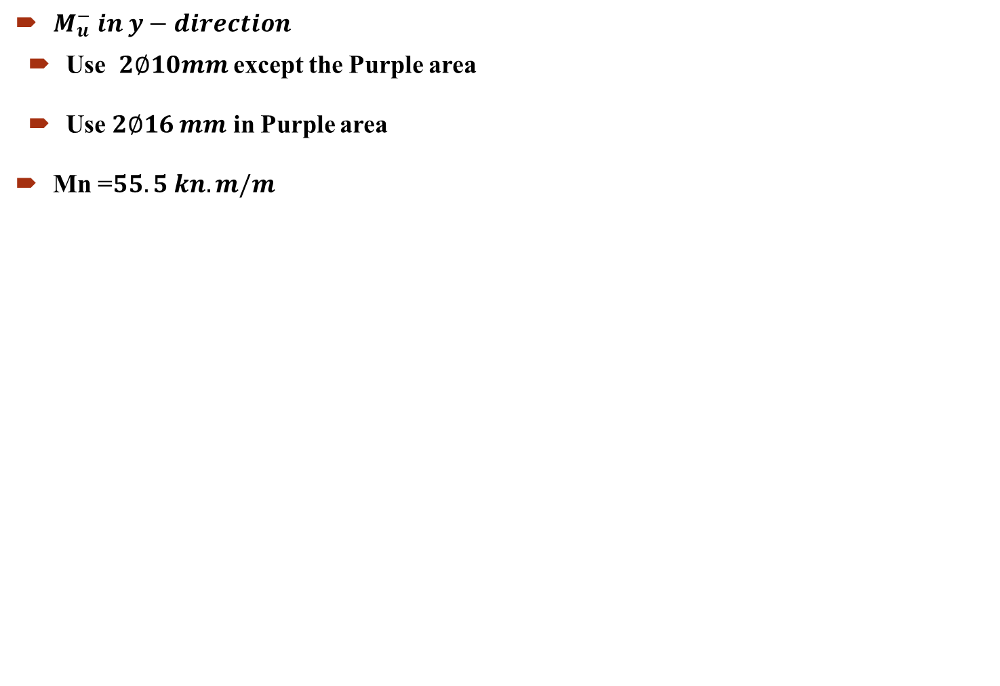 M⁻ᵤ in y − direction
Use 2∅10mm except the Purple area
Use 2∅16 mm in Purple area
Mn =55.5 kn.m/m